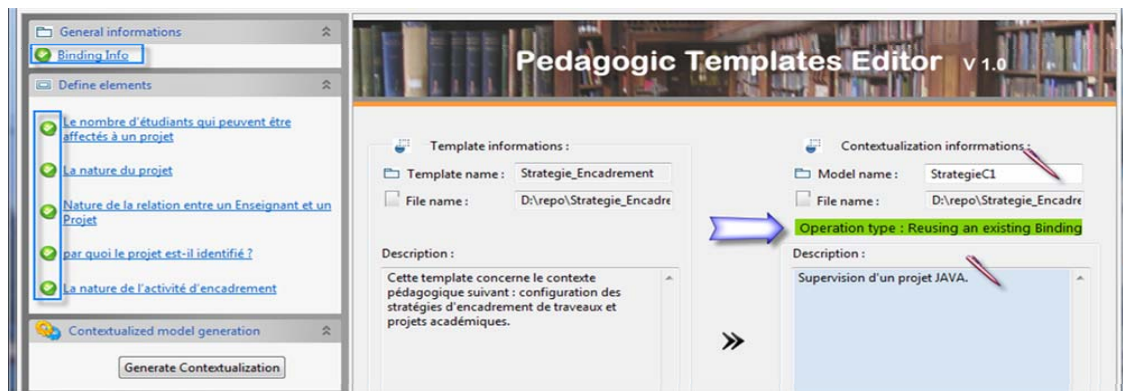 General informations
Binding Info
Define elements
Le nombre d'étudiants qui peuvent être
affectés à un projet
La nature du projet
Nature de la relation entre un Enseignant et un
Projet
par quoi le projet est-il identifié ?
La nature de l'activité d'encadrement
Contextualized model generation
Generate Contextualization
Pedagogic Templates Editor V 1.0
Template informations :
Template name : Strategie_Encadrement
File name : D:\repo\Strategie_Encadre
Description :
Cette template concerne le contexte
pédagogique suivant : configuration des
stratégies d'encadrement de traveaux et
projets académiques.
Contextualization inforrmations :
Model name : StrategieC1
File name : D:\repo\Strategie_Encadre
Operation type : Reusing an existing Binding
Description :
Supervision d'un projet JAVA.